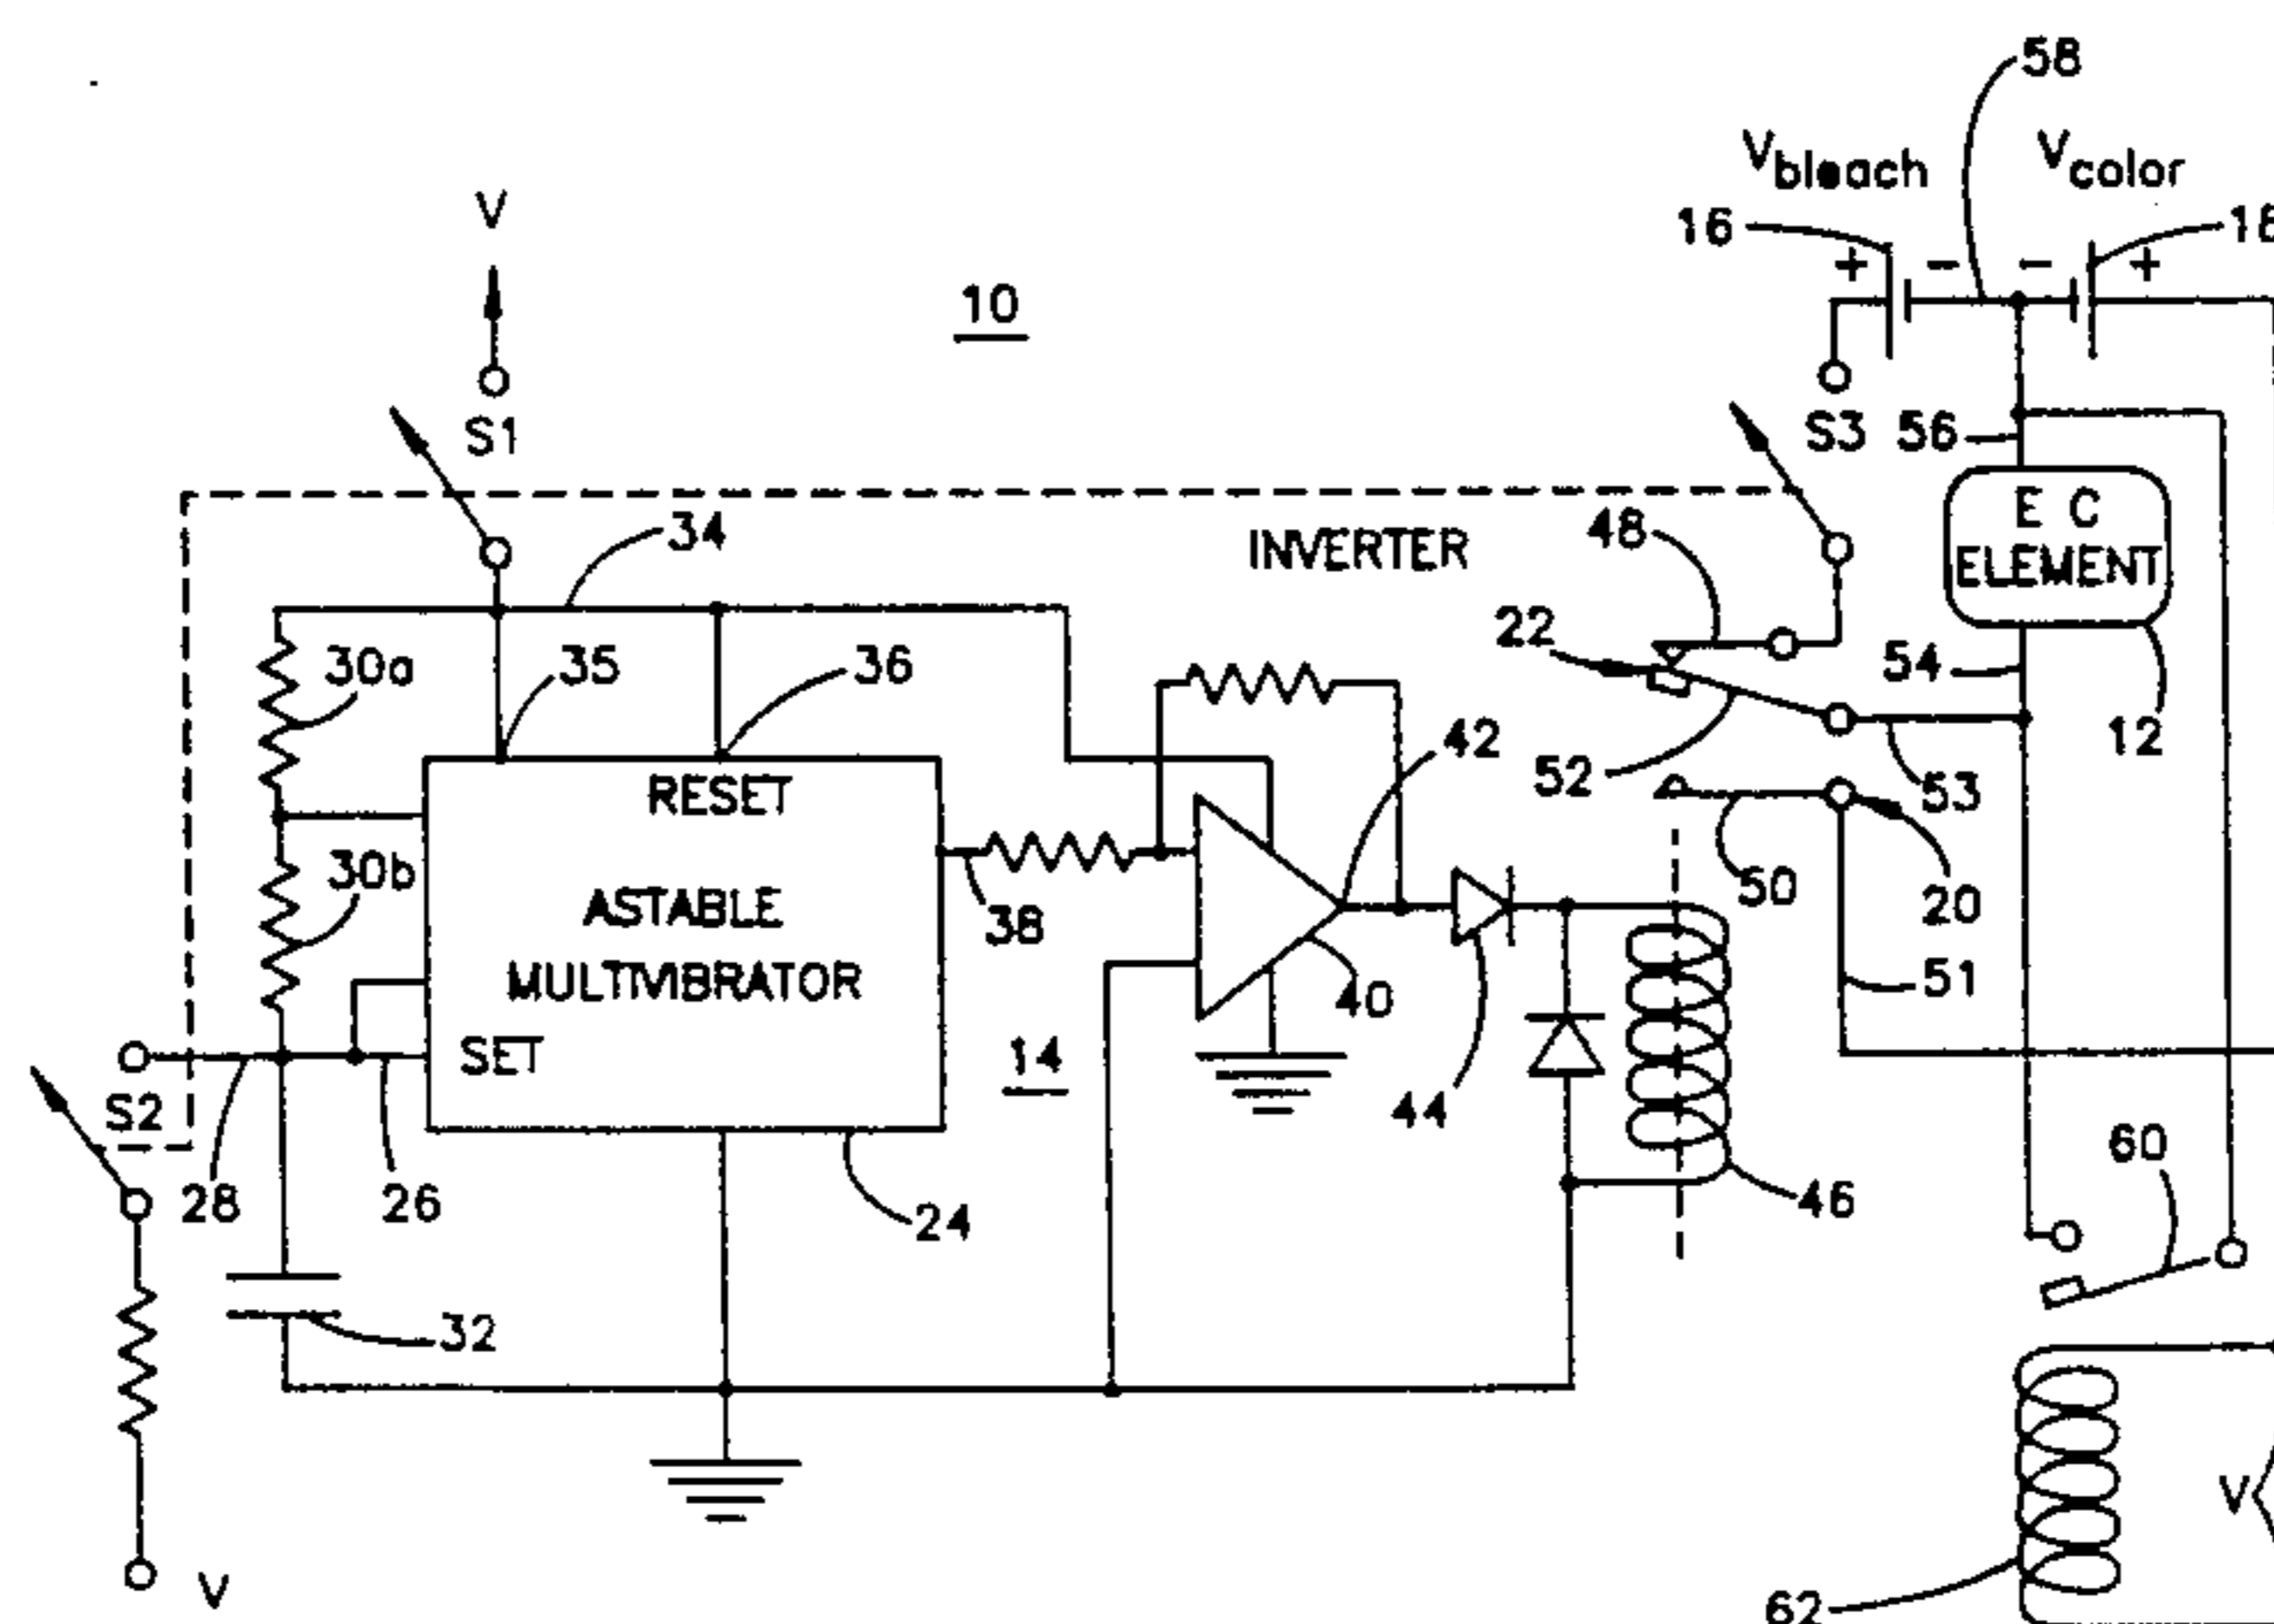 58
Vbleach Vcolor
16
+ - - +
V
10
S1
S3 56
34
INVERTER
48
E C
ELEMENT
30a
35
36
22
54
12
42
52
53
RESET
30b
ASTABLE
MULTIVIBRATOR
38
50
20
40
51
SET
14
44
S2
60
28
26
24
46
32
V
V
62